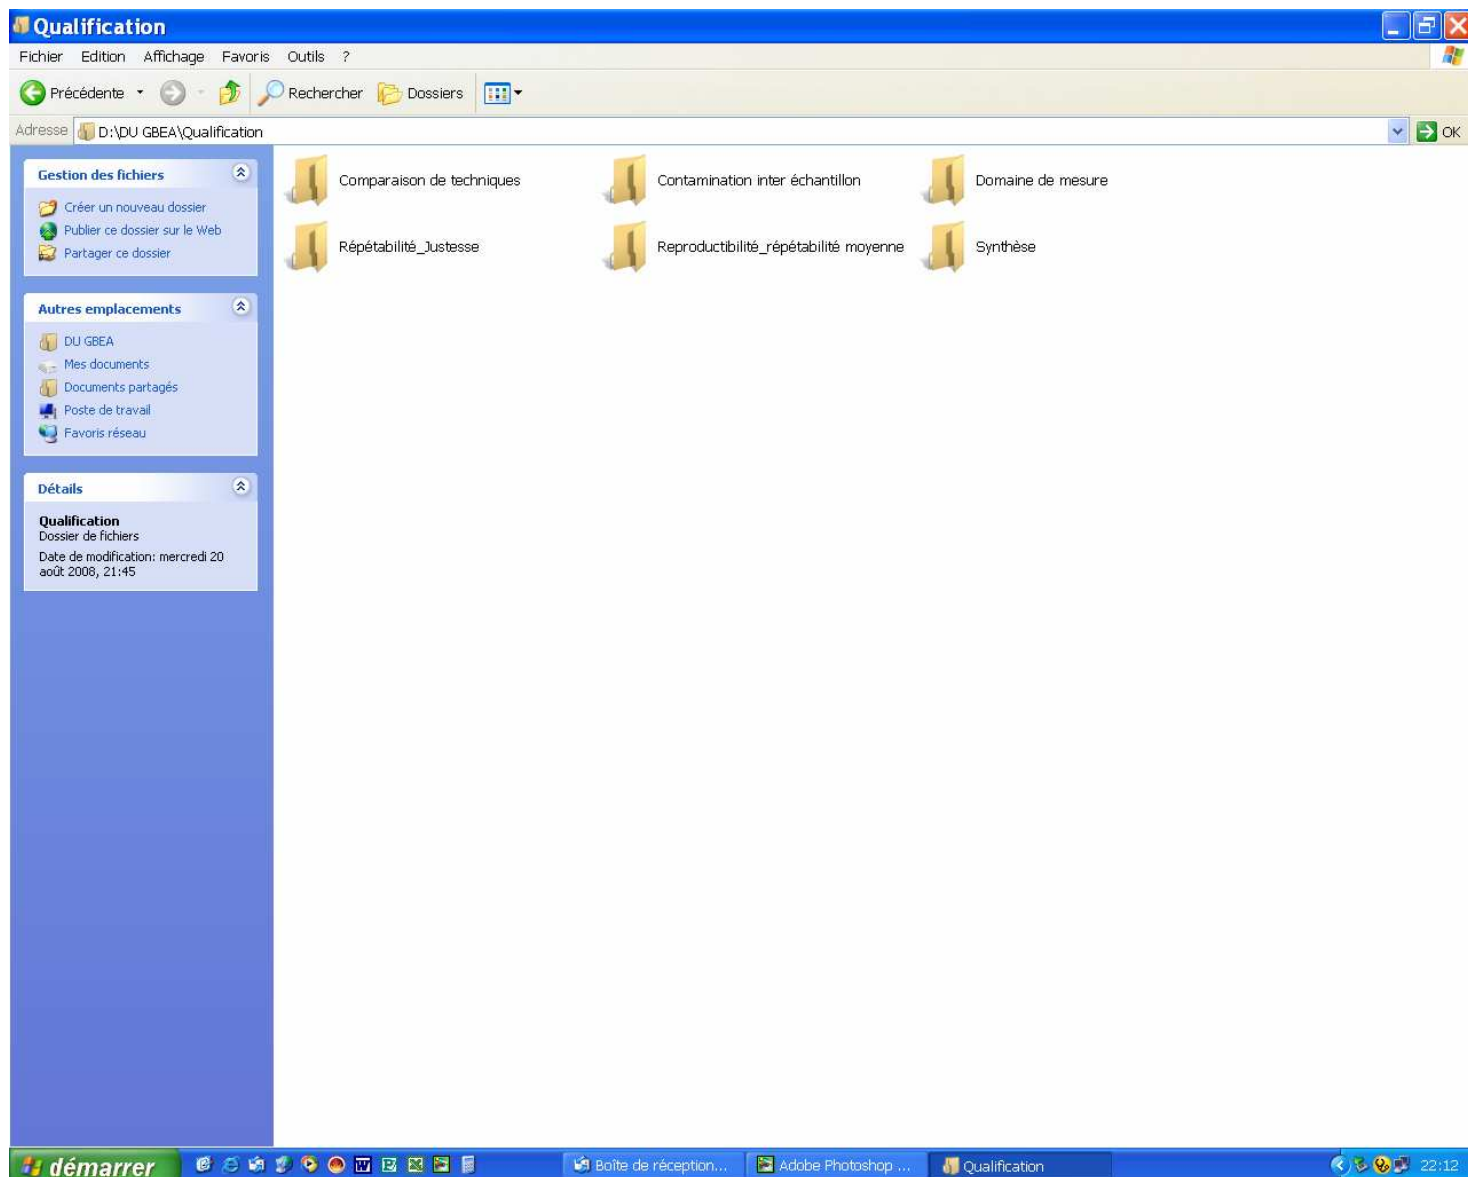 Qualification
Fichier Edition Affichage Favoris Outils ?
Précédente Rechercher Dossiers
Adresse D:\DU GBEA\Qualification OK
Gestion des fichiers
Créer un nouveau dossier
Publier ce dossier sur le Web
Partager ce dossier
Autres emplacements
DU GBEA
Mes documents
Documents partagés
Poste de travail
Favoris réseau
Détails
Qualification
Dossier de fichiers
Date de modification: mercredi 20
août 2008, 21:45
Comparaison de techniques Contamination inter échantillon Domaine de mesure
Répétabilité_Justesse Reproductibilité_répétabilité moyenne Synthèse
démarrer Boîte de réception... Adobe Photoshop ... Qualification 22:12